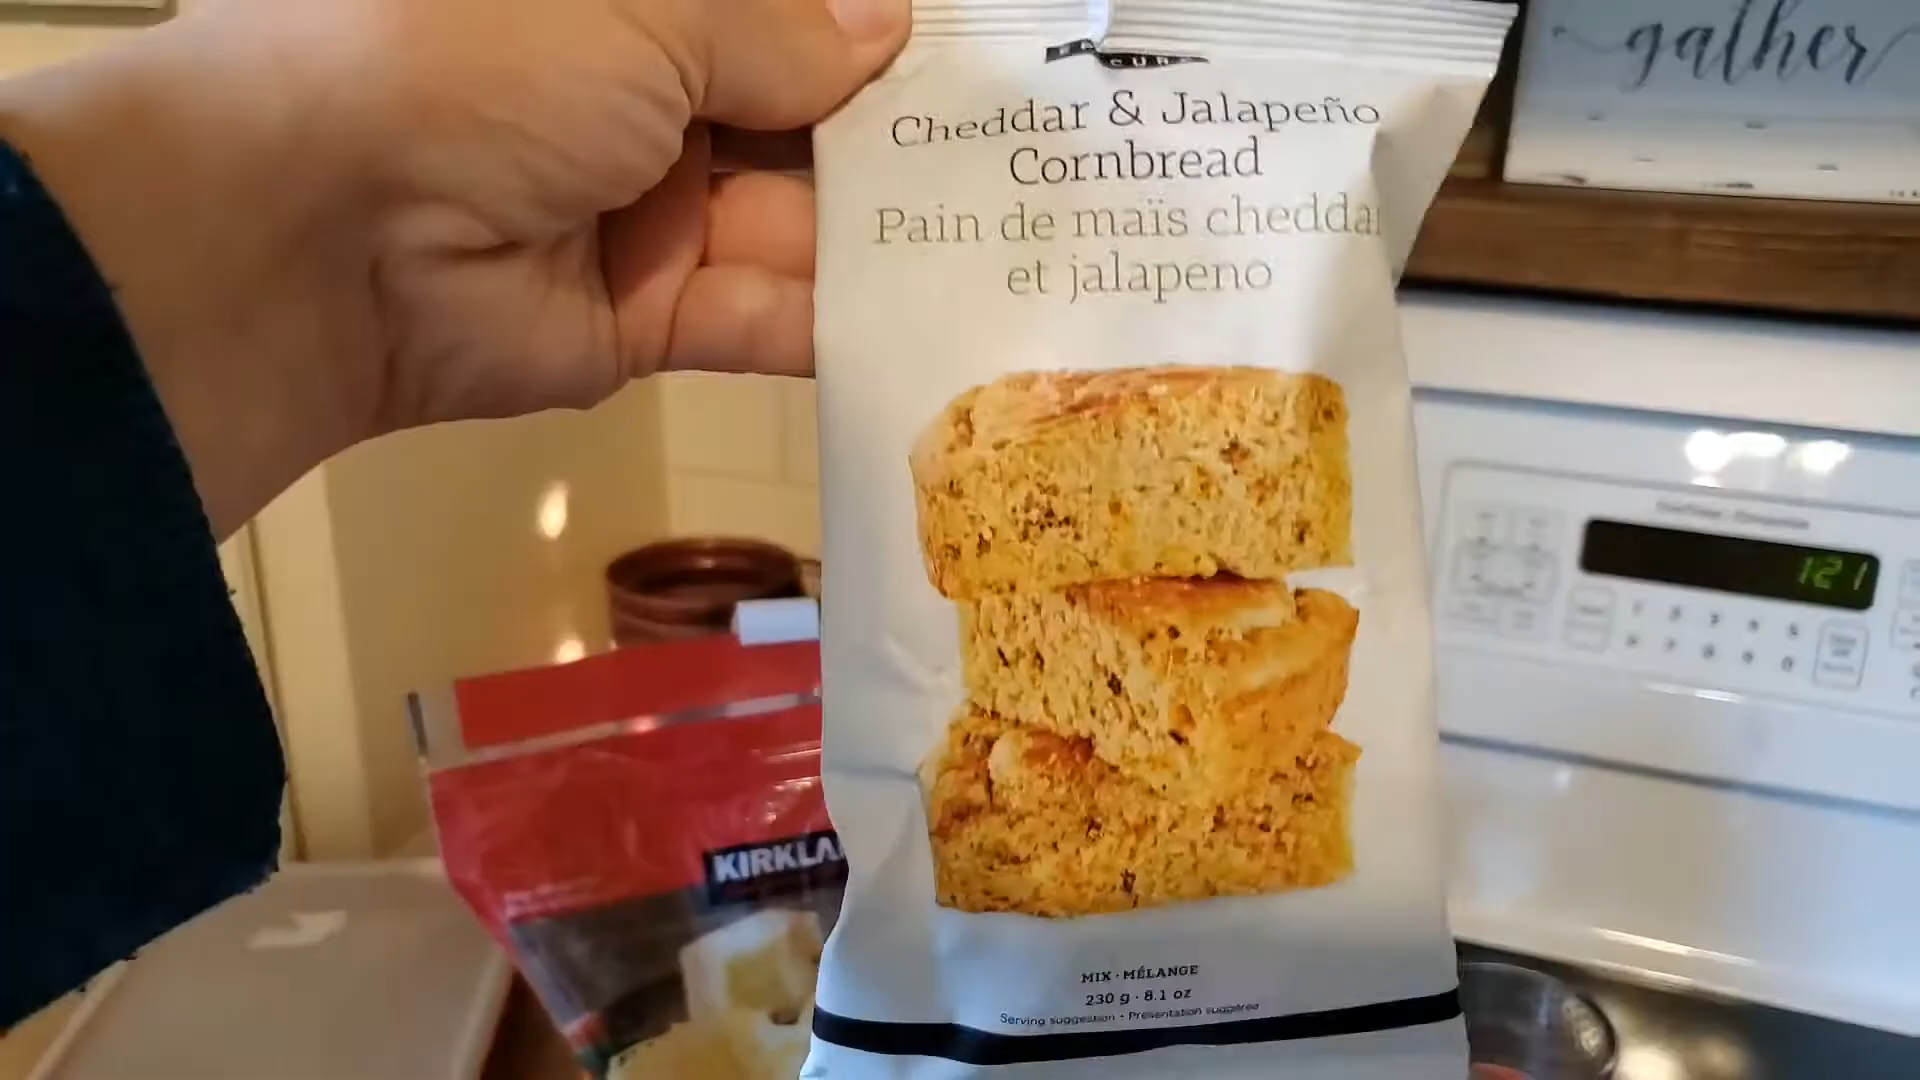 gather
Cheddar & Jalapeño
Cornbread
Pain de maïs cheddar
et jalapeno
MIX · MÉLANGE
230 g · 8.1 oz
Serving suggestion • Présentation suggérée
KIRKLA
121